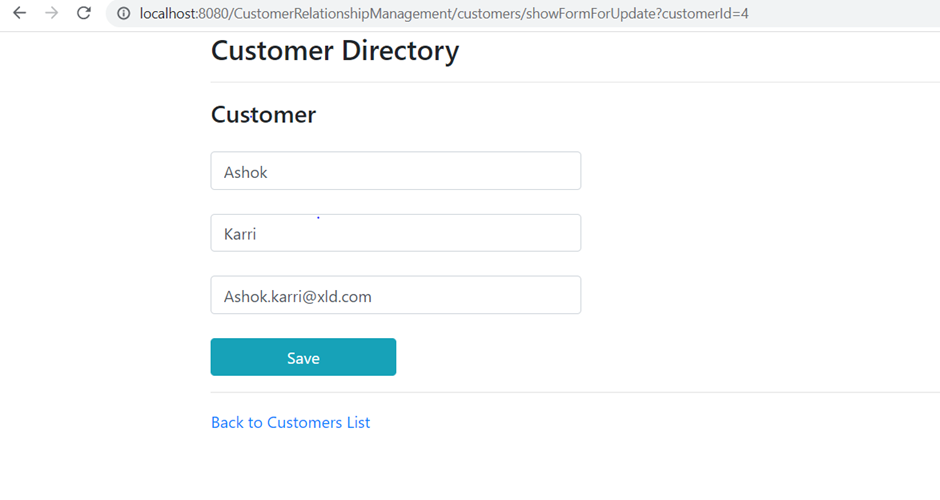 localhost:8080/CustomerRelationshipManagement/customers/showFormForUpdate?customerId=4
Customer Directory
Customer
Ashok
Karri
Ashok.karri@xld.com
Save
Back to Customers List